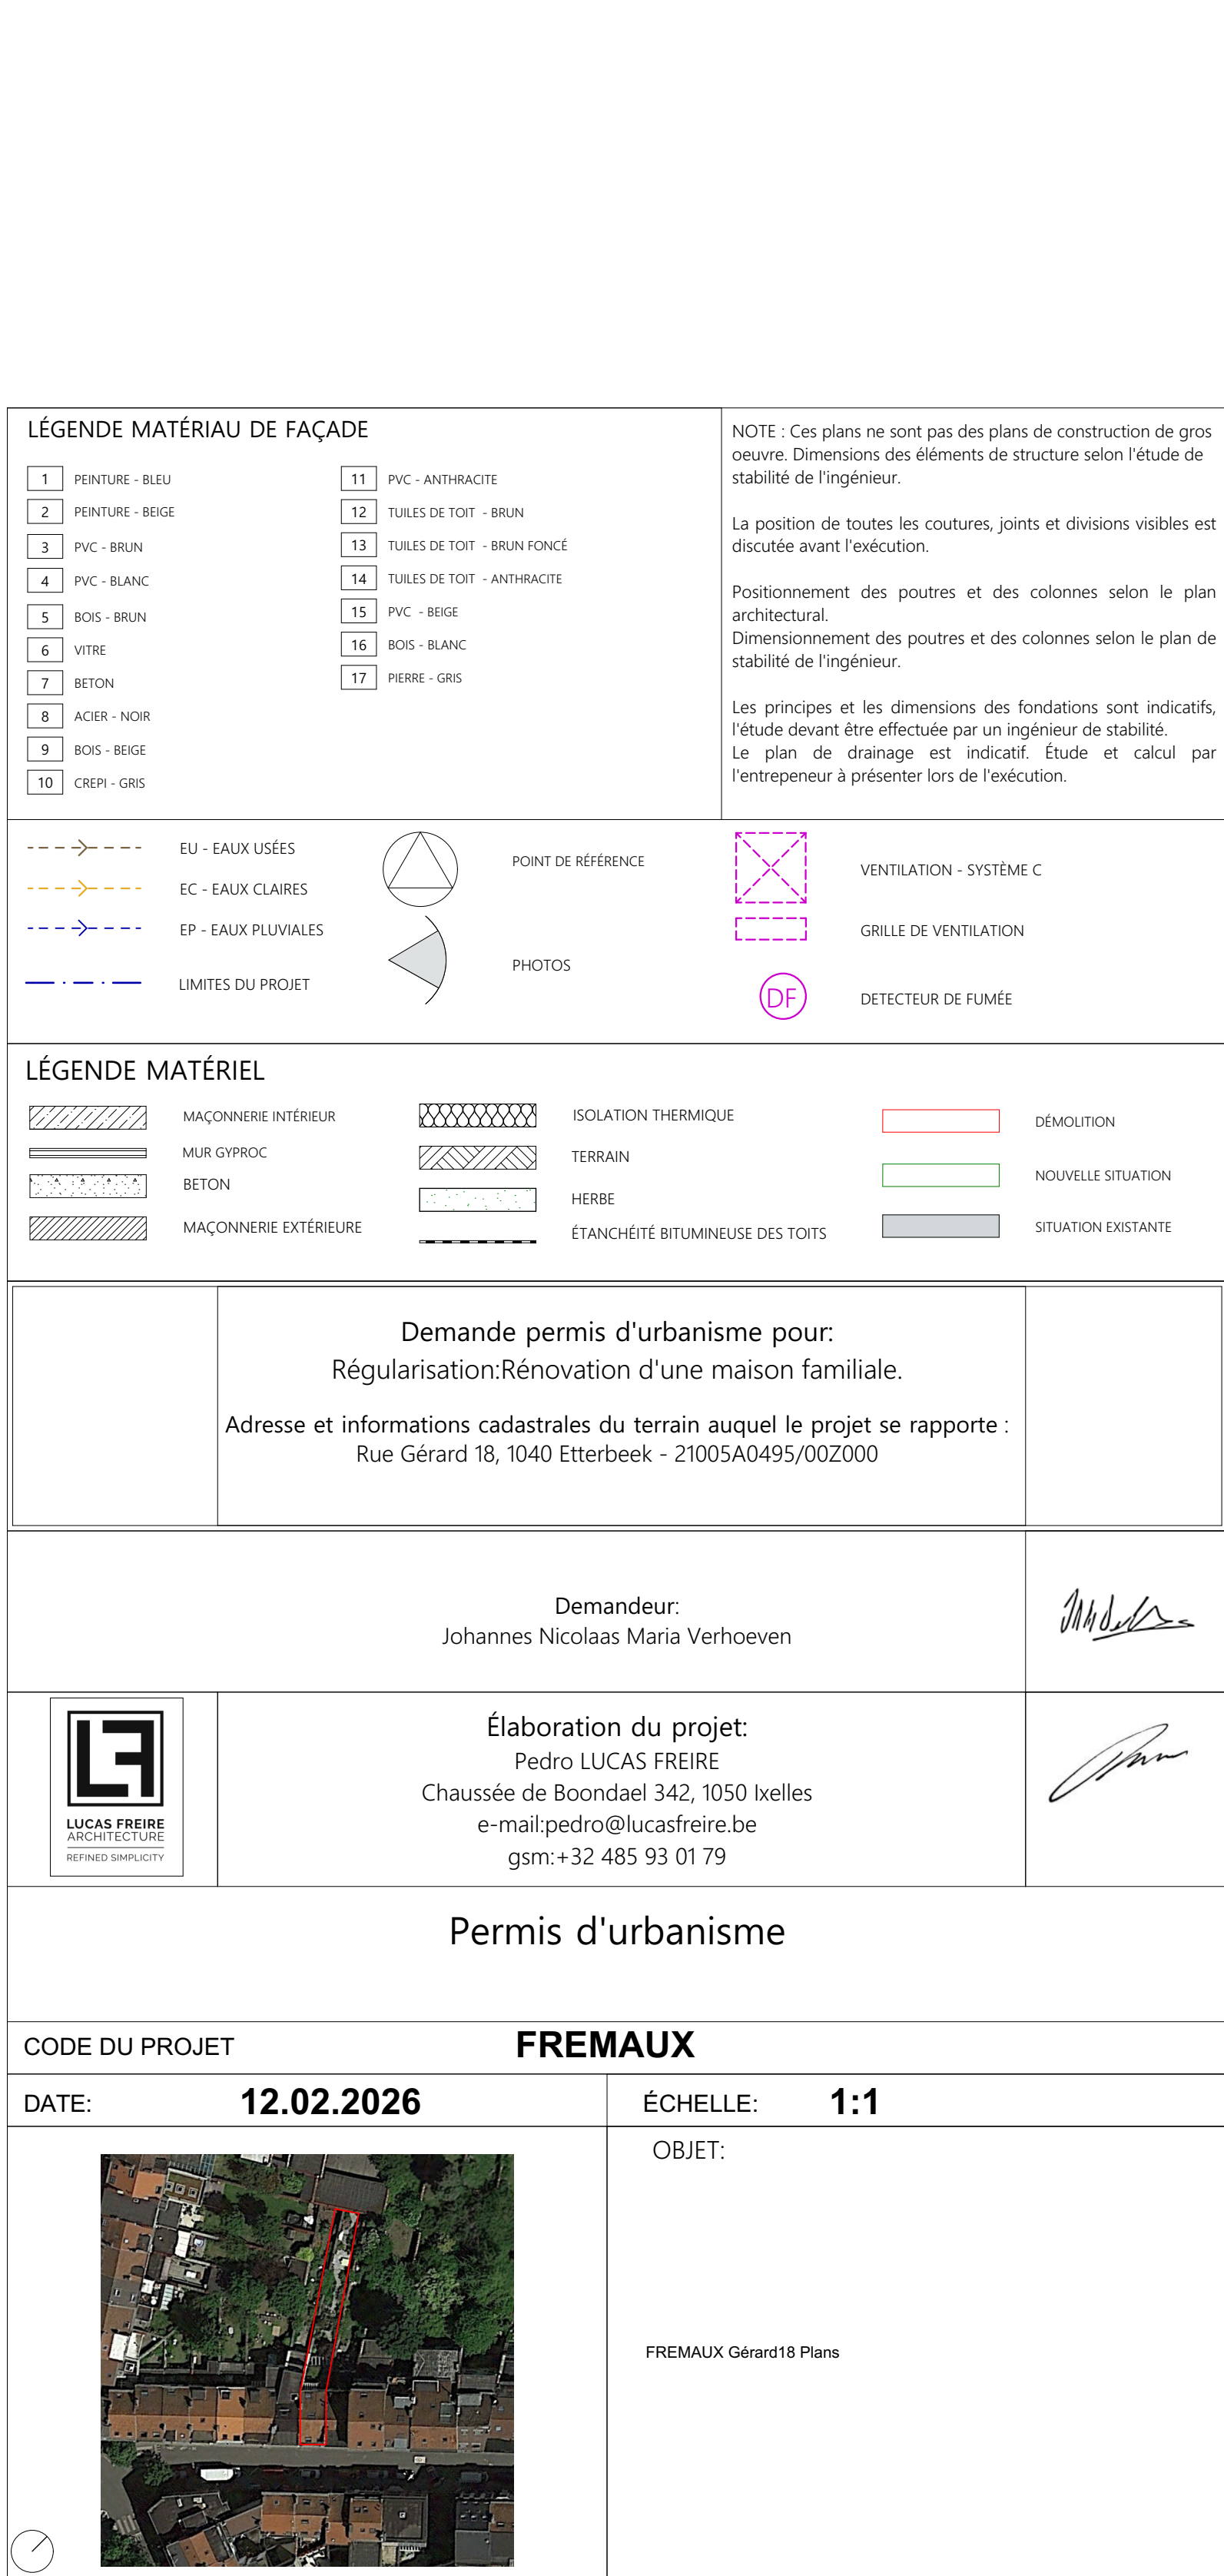 LÉGENDE MATÉRIAU DE FAÇADE
1 PEINTURE - BLEU
2 PEINTURE - BEIGE
3 PVC - BRUN
4 PVC - BLANC
5 BOIS - BRUN
6 VITRE
7 BETON
8 ACIER - NOIR
9 BOIS - BEIGE
10 CREPI - GRIS
11 PVC - ANTHRACITE
12 TUILES DE TOIT - BRUN
13 TUILES DE TOIT - BRUN FONCÉ
14 TUILES DE TOIT - ANTHRACITE
15 PVC - BEIGE
16 BOIS - BLANC
17 PIERRE - GRIS
NOTE : Ces plans ne sont pas des plans de construction de gros
oeuvre. Dimensions des éléments de structure selon l'étude de
stabilité de l'ingénieur.
La position de toutes les coutures, joints et divisions visibles est
discutée avant l'exécution.
Positionnement des poutres et des colonnes selon le plan
architectural.
Dimensionnement des poutres et des colonnes selon le plan de
stabilité de l'ingénieur.
Les principes et les dimensions des fondations sont indicatifs,
l'étude devant être effectuée par un ingénieur de stabilité.
Le plan de drainage est indicatif. Étude et calcul par
l'entrepeneur à présenter lors de l'exécution.
EU - EAUX USÉES
EC - EAUX CLAIRES
EP - EAUX PLUVIALES
LIMITES DU PROJET
POINT DE RÉFÉRENCE
PHOTOS
VENTILATION - SYSTÈME C
GRILLE DE VENTILATION
DF DETECTEUR DE FUMÉE
LÉGENDE MATÉRIEL
MAÇONNERIE INTÉRIEUR
MUR GYPROC
BETON
MAÇONNERIE EXTÉRIEURE
ISOLATION THERMIQUE
TERRAIN
HERBE
ÉTANCHÉITÉ BITUMINEUSE DES TOITS
DÉMOLITION
NOUVELLE SITUATION
SITUATION EXISTANTE
Demande permis d'urbanisme pour:
Régularisation:Rénovation d'une maison familiale.
Adresse et informations cadastrales du terrain auquel le projet se rapporte :
Rue Gérard 18, 1040 Etterbeek - 21005A0495/00Z000
Demandeur:
Johannes Nicolaas Maria Verhoeven
LF
LUCAS FREIRE
ARCHITECTURE
REFINED SIMPLICITY
Élaboration du projet:
Pedro LUCAS FREIRE
Chaussée de Boondael 342, 1050 Ixelles
e-mail:pedro@lucasfreire.be
gsm:+32 485 93 01 79
Permis d'urbanisme
CODE DU PROJET FREMAUX
DATE: 12.02.2026
ÉCHELLE: 1:1
OBJET:
FREMAUX Gérard18 Plans